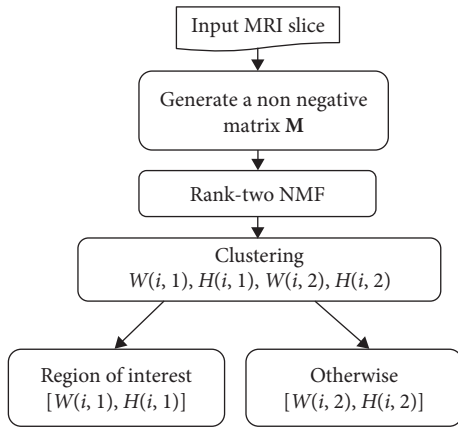 Input MRI slice
Generate a non negative
matrix M
Rank-two NMF
Clustering
W(i, 1), H(i, 1), W(i, 2), H(i, 2)
Region of interest
[W(i, 1), H(i, 1)]
Otherwise
[W(i, 2), H(i, 2)]